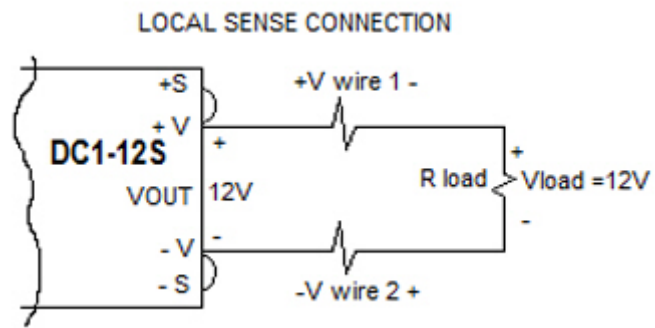 LOCAL SENSE CONNECTION
+S
+V wire 1 -
+ V
+
DC1-12S
+
R load
Vload =12V
VOUT
12V
-
- V
-
- S
-V wire 2 +